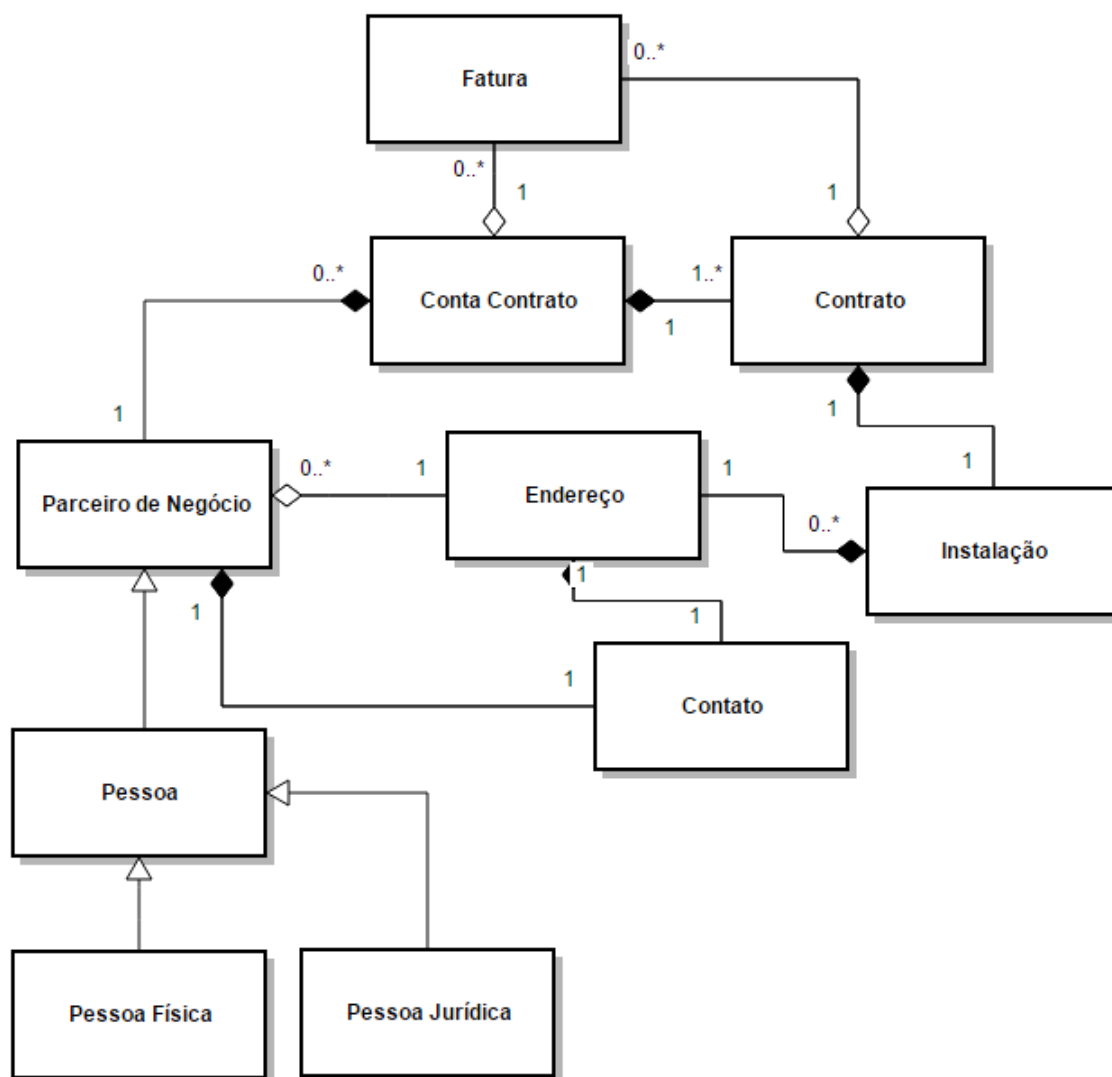 0..*
Fatura
0..*
1
1
0..*
1..*
Conta Contrato
Contrato
1
1
1
0..*
1
1
1
Parceiro de Negócio
Endereço
0..*
Instalação
1
1
1
1
Contato
Pessoa
Pessoa Física
Pessoa Jurídica